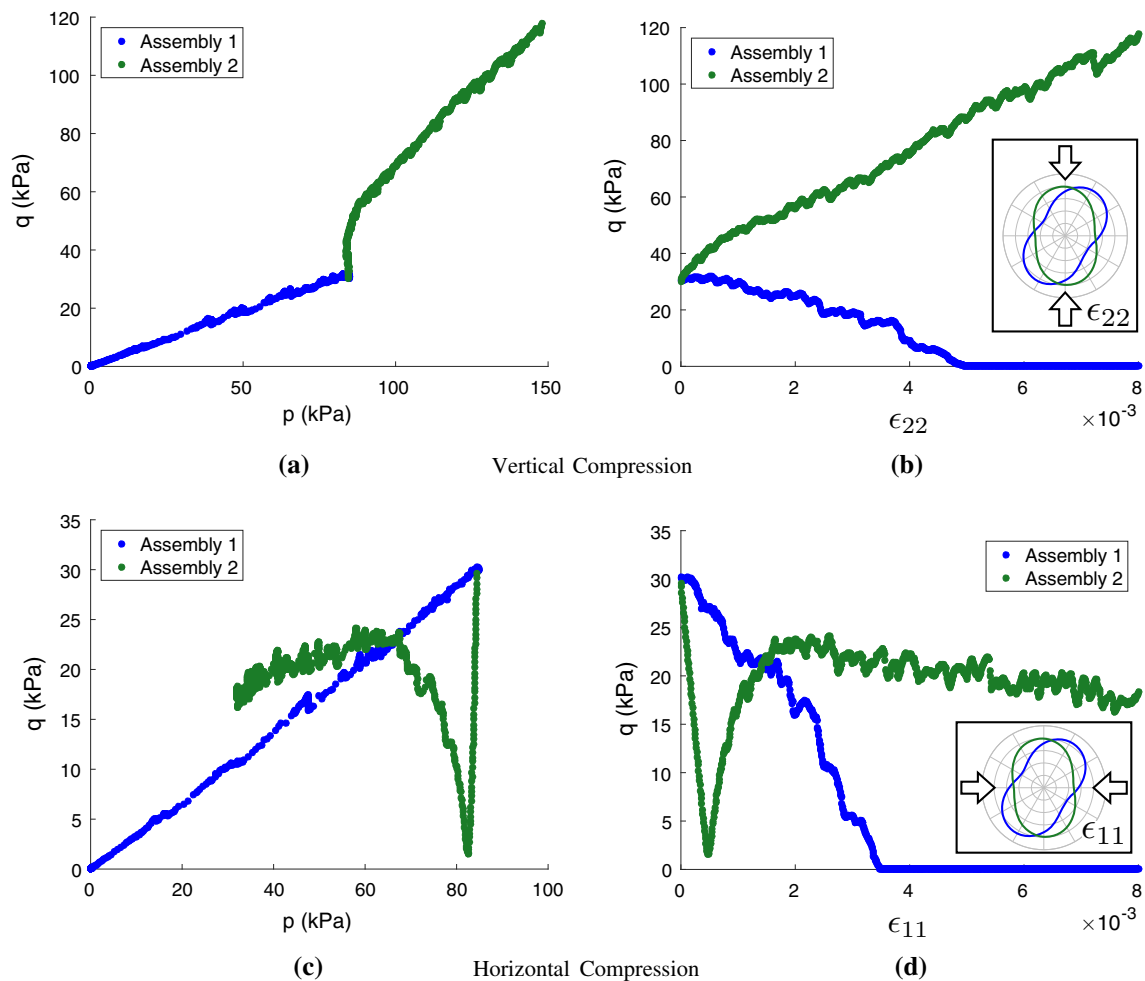 120
100
80
60
40
20
0
q (kPa)
Assembly 1
Assembly 2
0
50
100
150
p (kPa)
(a)
120
100
80
60
40
20
0
q (kPa)
Assembly 1
Assembly 2
ϵ22
0
2
4
6
8
×10⁻³
ϵ22
(b)
Vertical Compression
35
30
25
20
15
10
5
0
q (kPa)
Assembly 1
Assembly 2
0
20
40
60
80
100
p (kPa)
(c)
35
30
25
20
15
10
5
0
q (kPa)
Assembly 1
Assembly 2
ϵ11
0
2
4
6
8
×10⁻³
ϵ11
(d)
Horizontal Compression